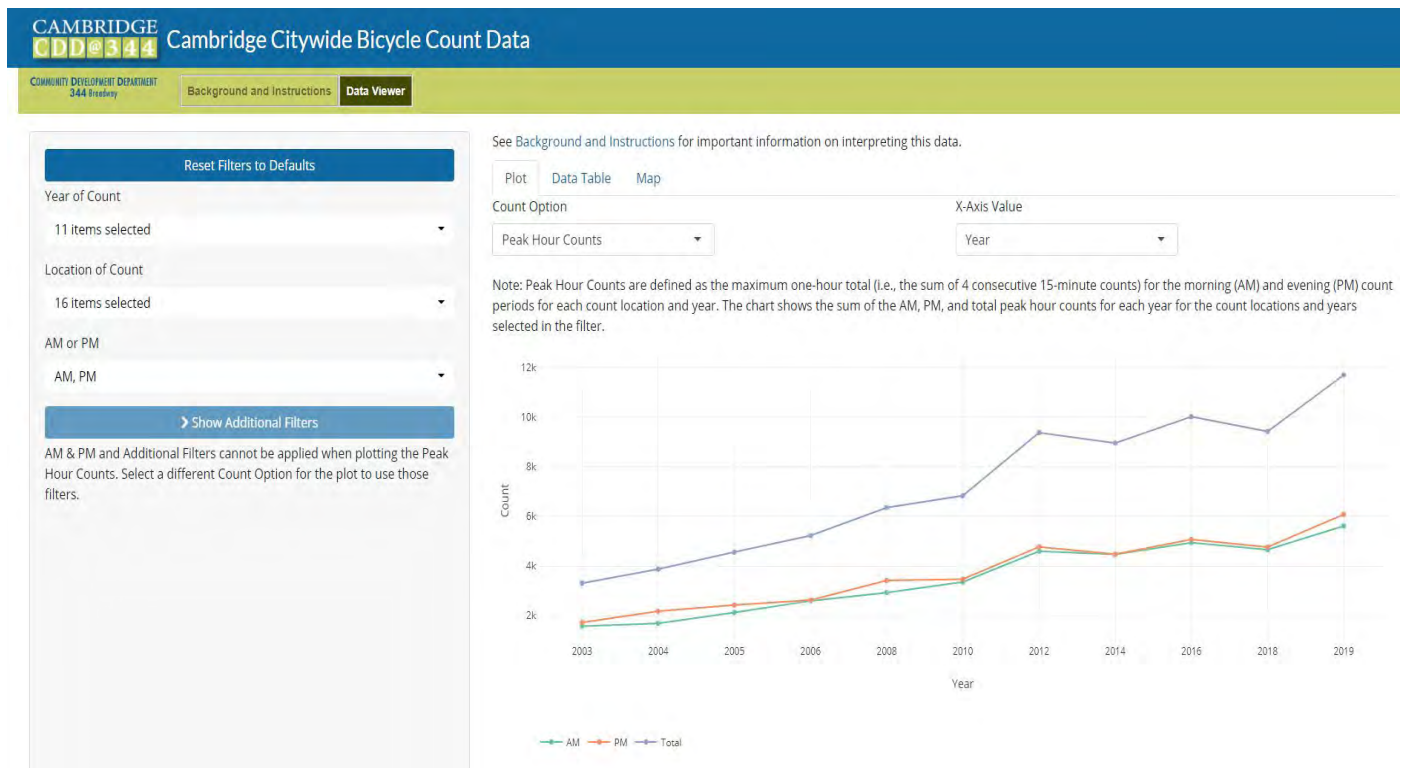 CAMBRIDGE
CDD@344
Cambridge Citywide Bicycle Count Data
COMMUNITY DEVELOPMENT DEPARTMENT
344 Broadway
Background and Instructions
Data Viewer
Reset Filters to Defaults
Year of Count
11 items selected
Location of Count
16 items selected
AM or PM
AM, PM
Show Additional Filters
AM & PM and Additional Filters cannot be applied when plotting the Peak
Hour Counts. Select a different Count Option for the plot to use those
filters.
See Background and Instructions for important information on interpreting this data.
Plot Data Table Map
Count Option
X-Axis Value
Peak Hour Counts
Year
Note: Peak Hour Counts are defined as the maximum one-hour total (i.e., the sum of 4 consecutive 15-minute counts) for the morning (AM) and evening (PM) count
periods for each count location and year. The chart shows the sum of the AM, PM, and total peak hour counts for each year for the count locations and years
selected in the filter.
12k
10k
8k
6k
4k
2k
Count
2003 2004 2005 2006 2008 2010 2012 2014 2016 2018 2019
Year
AM PM Total